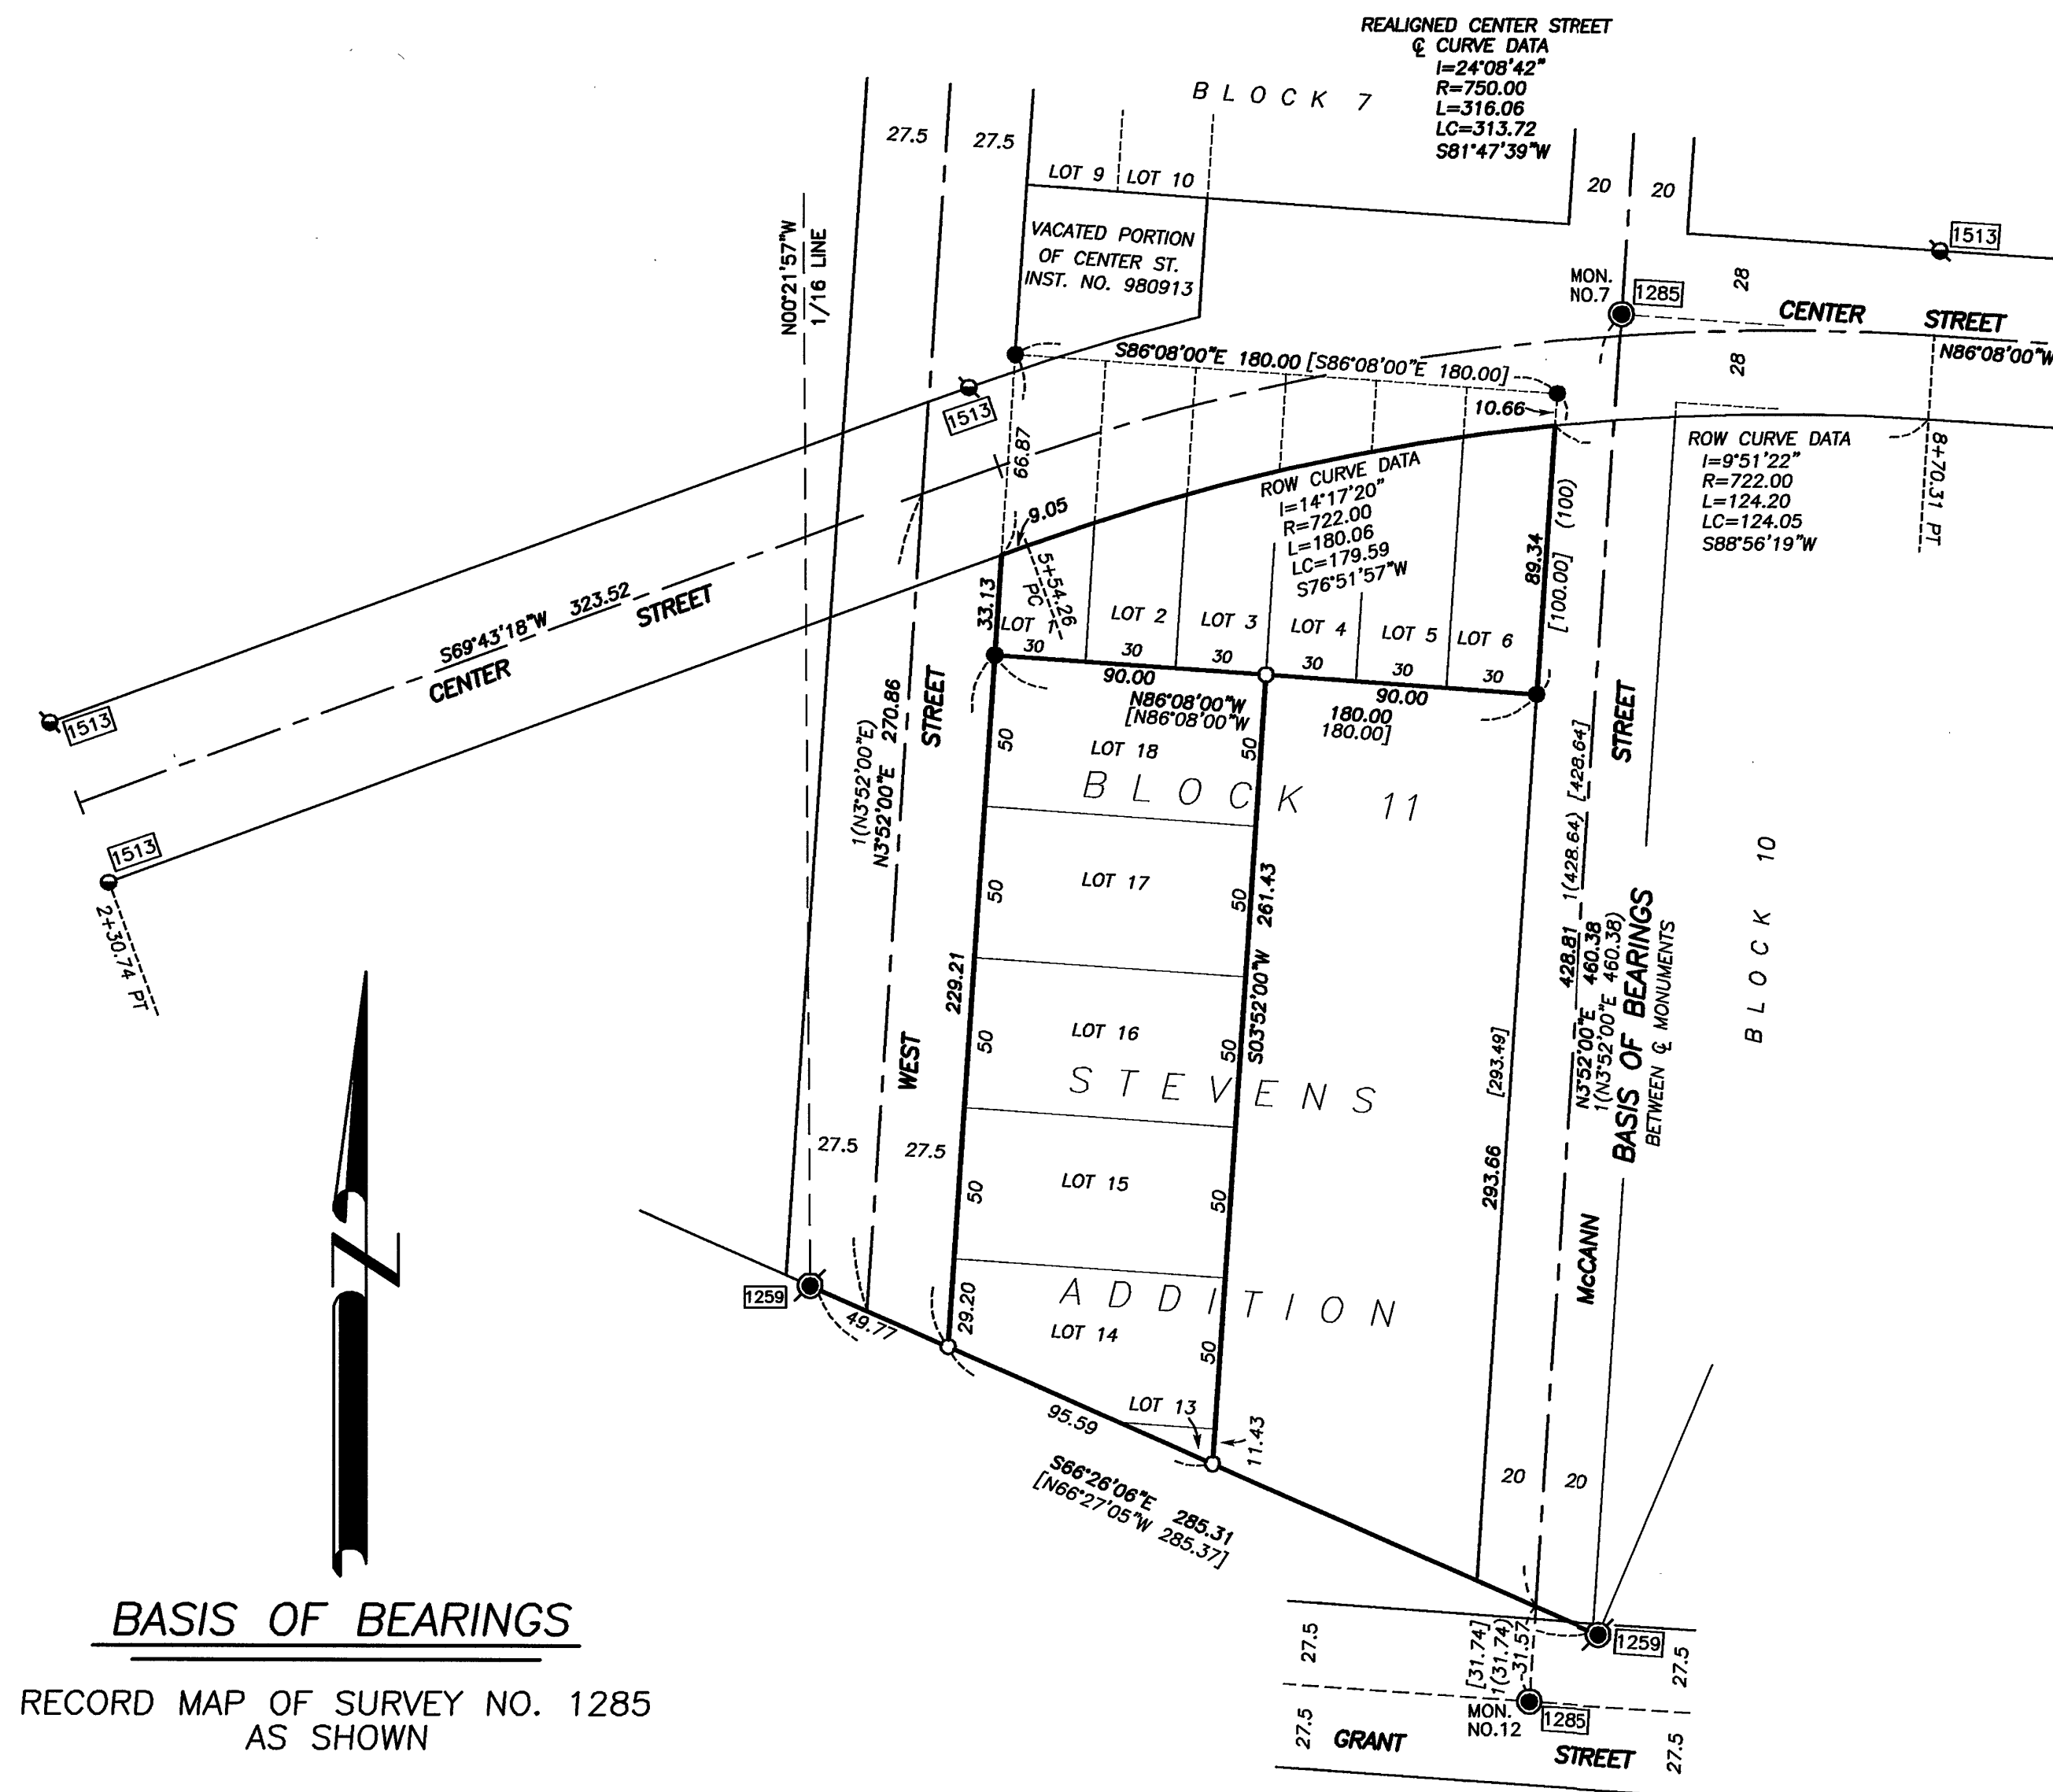 REALIGNED CENTER STREET
℄ CURVE DATA
I=24°08'42"
R=750.00
L=316.06
LC=313.72
S81°47'39"W
BLOCK 7
27.5
27.5
LOT 9
LOT 10
20
20
1513
VACATED PORTION
OF CENTER ST.
INST. NO. 980913
N00°21'57"W
1/16 LINE
MON.
NO.7
1285
28
CENTER STREET
N86°08'00"W
28
S86°08'00"E 180.00 [S86°08'00"E 180.00]
1513
10.66
66.87
ROW CURVE DATA
I=9°51'22"
R=722.00
L=124.20
LC=124.05
S88°56'19"W
8+70.31 PT
ROW CURVE DATA
I=14°17'20"
R=722.00
L=180.06
LC=179.59
S76°51'57"W
9.05
5+54.26
PC
33.13
89.34
[100.00] (100)
LOT 1
LOT 2
LOT 3
LOT 4
LOT 5
LOT 6
30
30
30
30
30
30
90.00
90.00
N86°08'00"W 180.00
[N86°08'00"W 180.00]
S69°43'18"W 323.52
CENTER STREET
1513
1513
2+30.74 PT
1(N3°52'00"E)
N3°52'00"E 270.86
WEST STREET
50
LOT 18
50
BLOCK 11
50
LOT 17
50
S03°52'00"W 261.43
229.21
50
LOT 16
50
STEVENS
50
LOT 15
50
27.5
27.5
ADDITION
29.20
LOT 14
50
LOT 13
11.43
1259
49.77
95.59
S66°26'06"E 285.31
[N66°27'05"W 285.37]
[293.49]
293.66
428.81 1(428.64) [428.64]
N3°52'00"E 460.38
1(N3°52'00"E 460.38)
BASIS OF BEARINGS
BETWEEN ℄ MONUMENTS
McCANN STREET
BLOCK 10
20
20
1259
[31.74]
1(31.74)
31.57
27.5
27.5
27.5
27.5
MON.
NO.12
1285
GRANT STREET
BASIS OF BEARINGS
RECORD MAP OF SURVEY NO. 1285
AS SHOWN